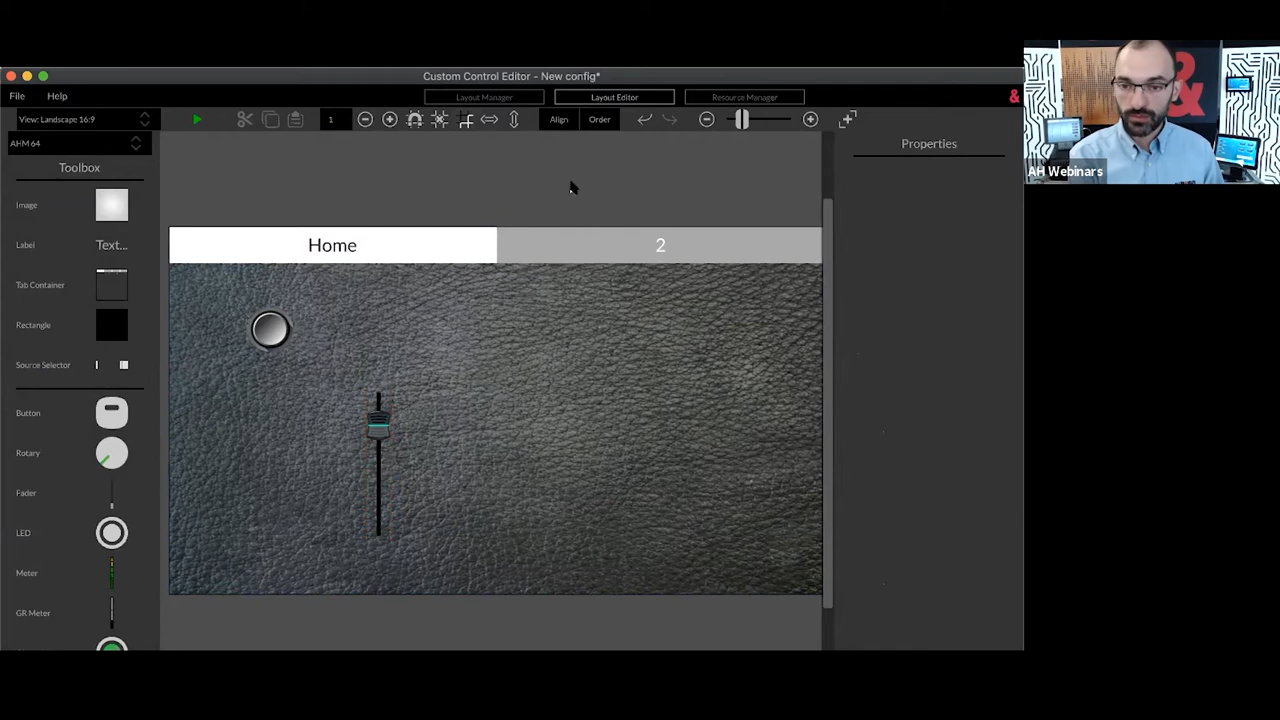 Custom Control Editor - New config*
File Help Layout Manager Layout Editor Resource Manager &
View: Landscape 16:9 1 Align Order
AHM 64
Toolbox
Image
Label Text...
Tab Container
Rectangle
Source Selector
Button
Rotary
Fader
LED
Meter
GR Meter
Home 2
Properties
&
AH Webinars